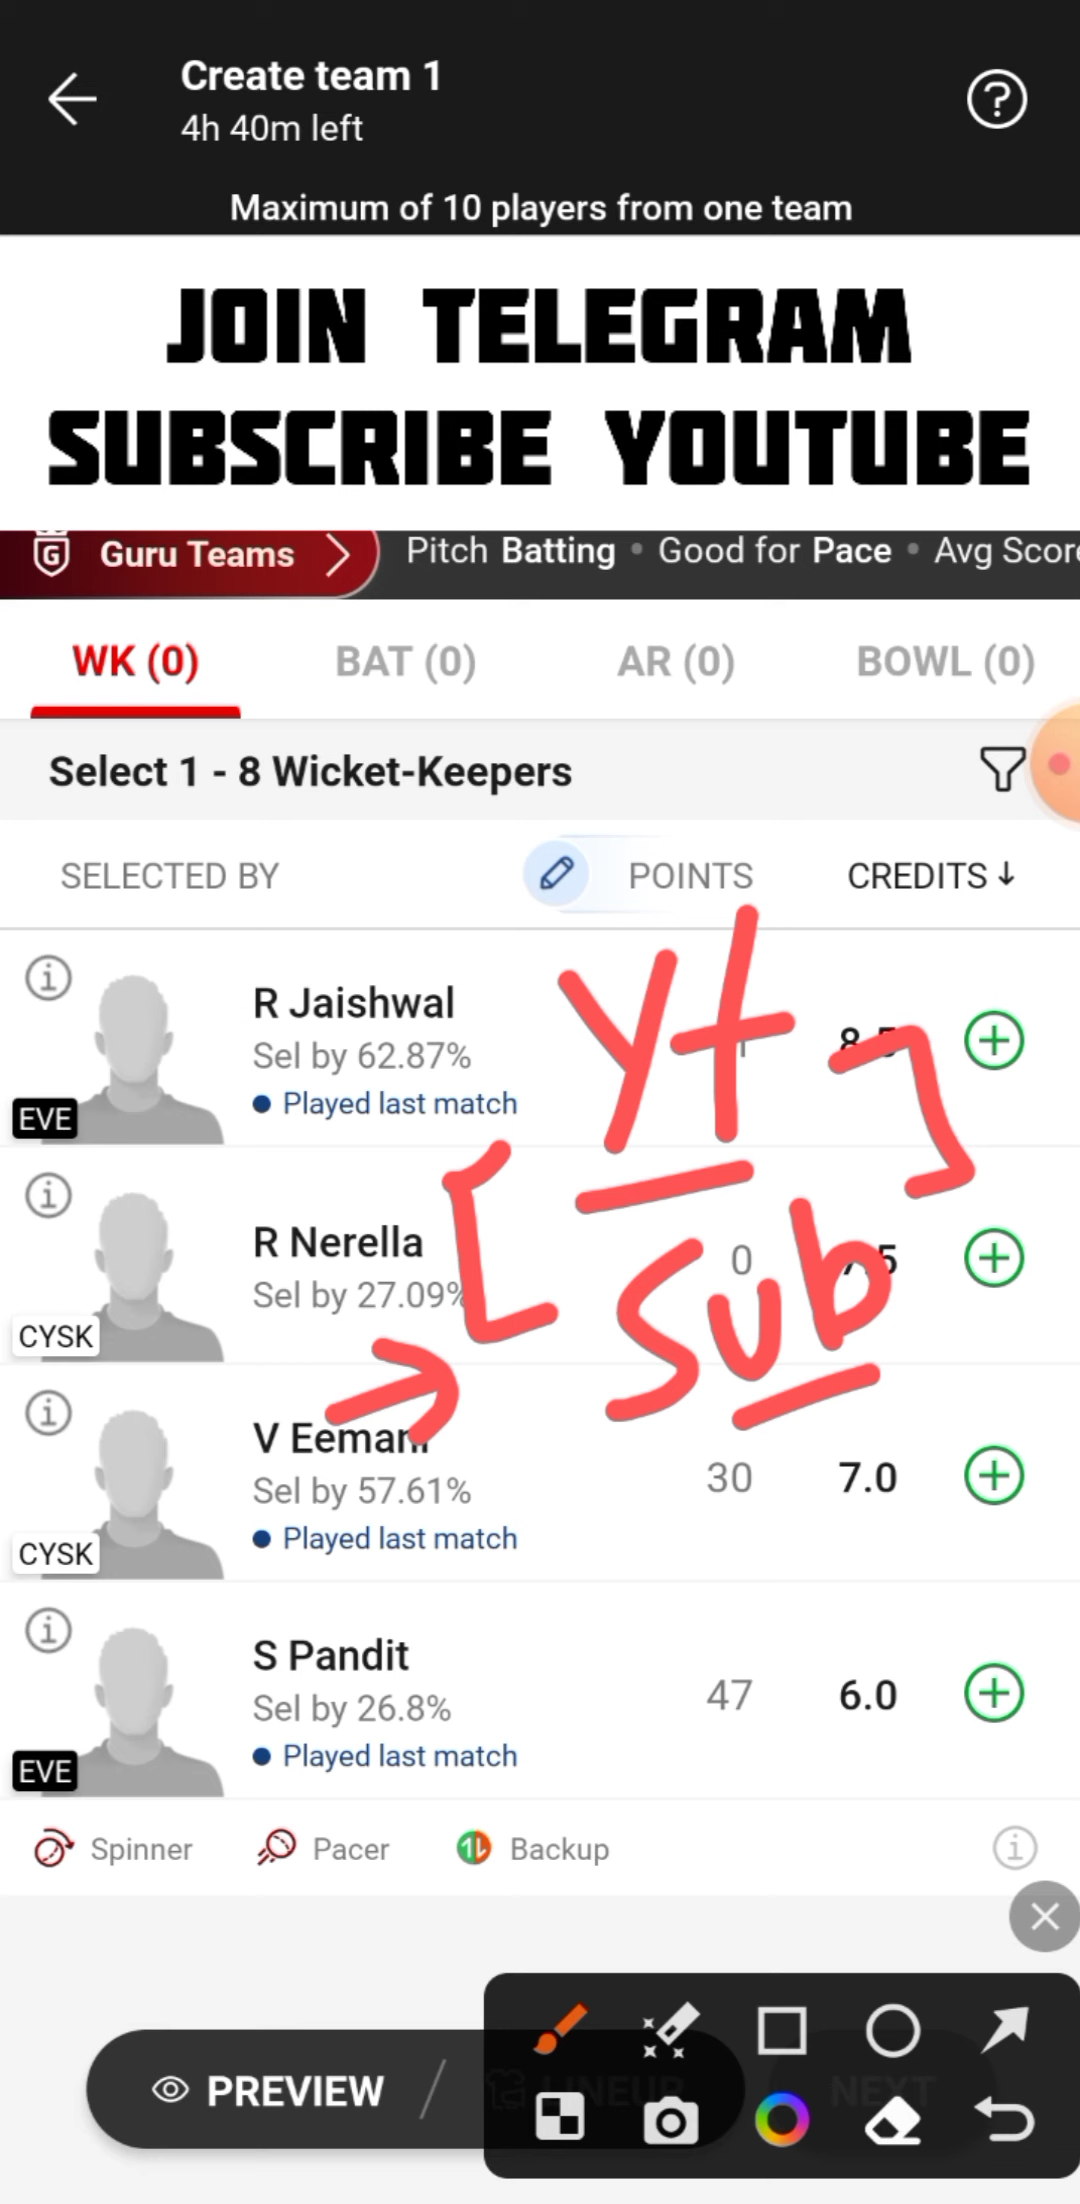 Create team 1
4h 40m left
Maximum of 10 players from one team
JOIN TELEGRAM
SUBSCRIBE YOUTUBE
G Guru Teams
Pitch Batting • Good for Pace • Avg Score
WK (0) BAT (0) AR (0) BOWL (0)
Select 1 - 8 Wicket-Keepers
SELECTED BY POINTS CREDITS ↓
R Jaishwal
Sel by 62.87%
Played last match
EVE
Yt
R Nerella
Sel by 27.09%
0
CYSK
Sub
V Eemani
Sel by 57.61%
30 7.0
Played last match
CYSK
S Pandit
Sel by 26.8%
47 6.0
Played last match
EVE
Spinner Pacer Backup
PREVIEW LINEUP NEXT